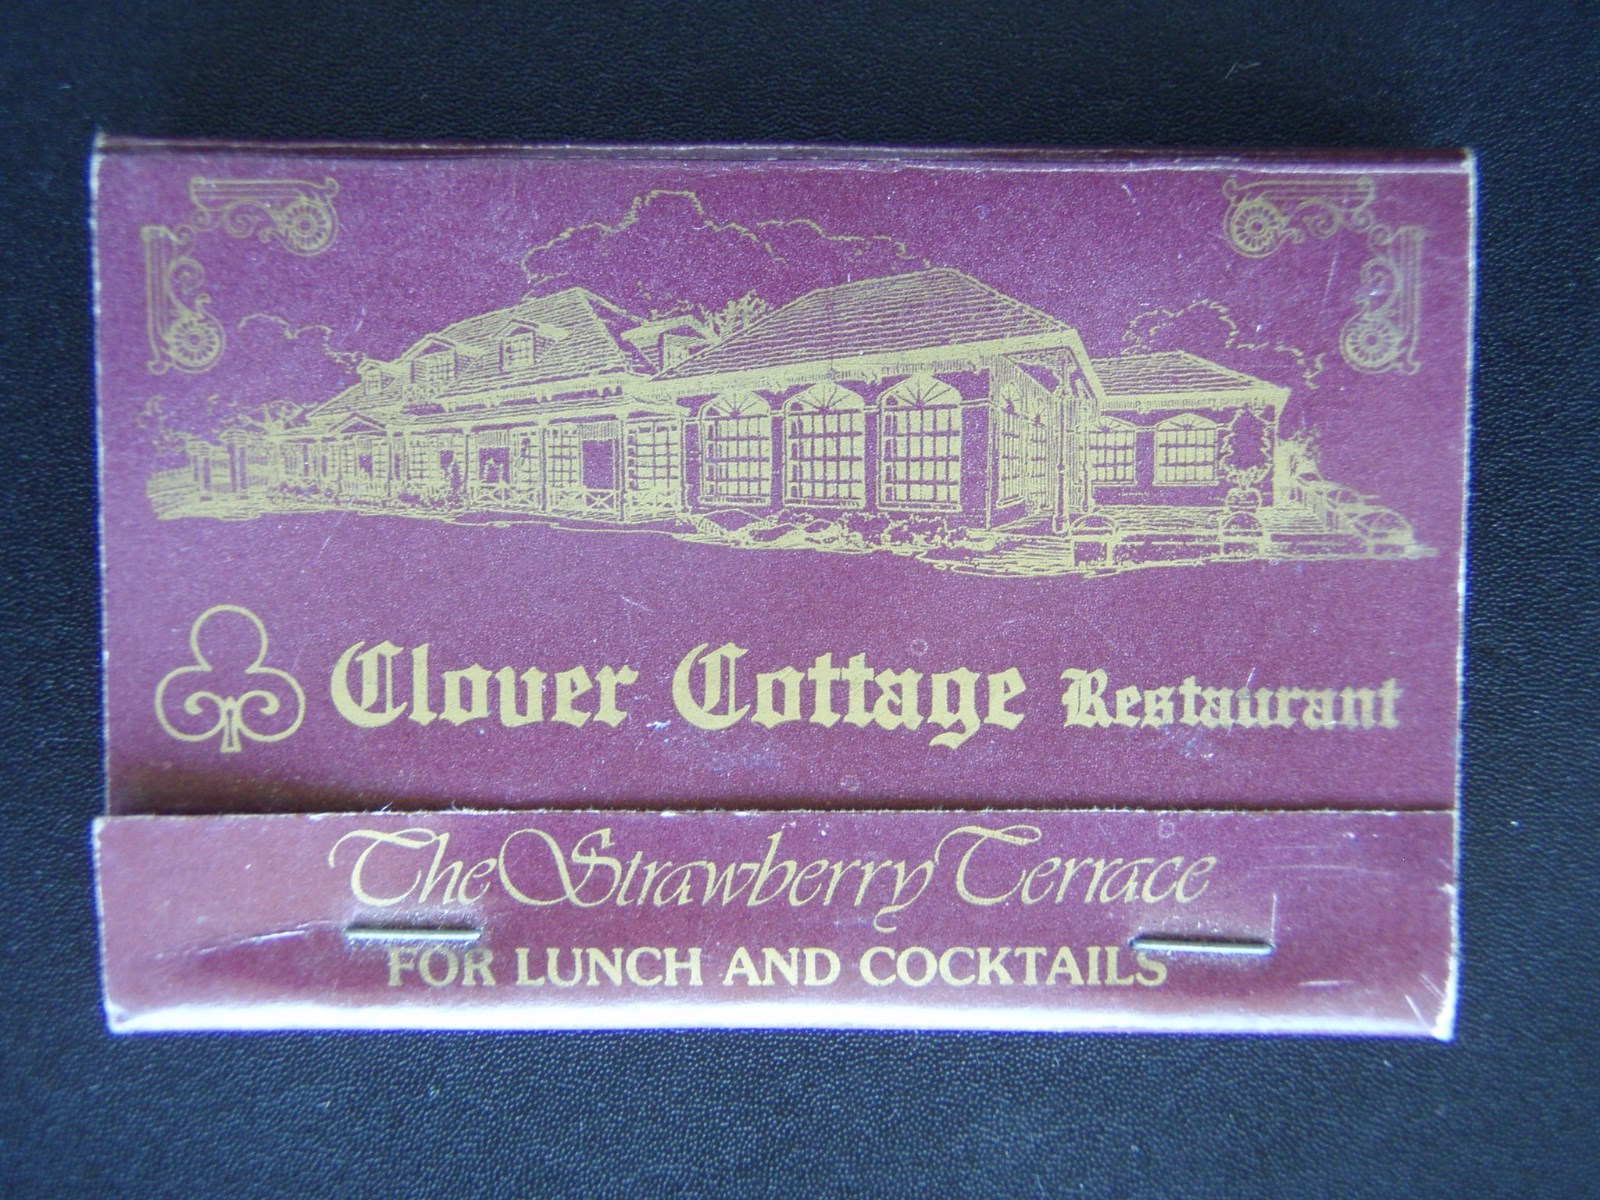 Clover Cottage Restaurant
The Strawberry Terrace
FOR LUNCH AND COCKTAILS